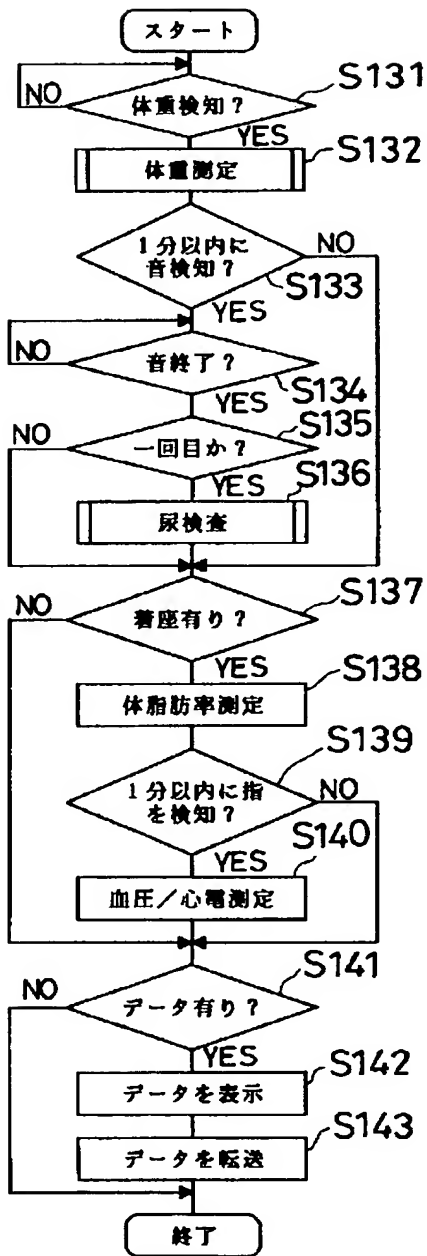 スタート
S131
NO
体重検知？
YES
S132
体重測定
1分以内に
音検知？
NO
S133
YES
NO
音終了？
S134
YES
S135
NO
一回目か？
YES
S136
尿検査
NO
S137
着座有り？
YES
S138
体脂肪率測定
S139
1分以内に指
を検知？
NO
S140
YES
血圧／心電測定
S141
NO
データ有り？
YES
S142
データを表示
S143
データを転送
終了